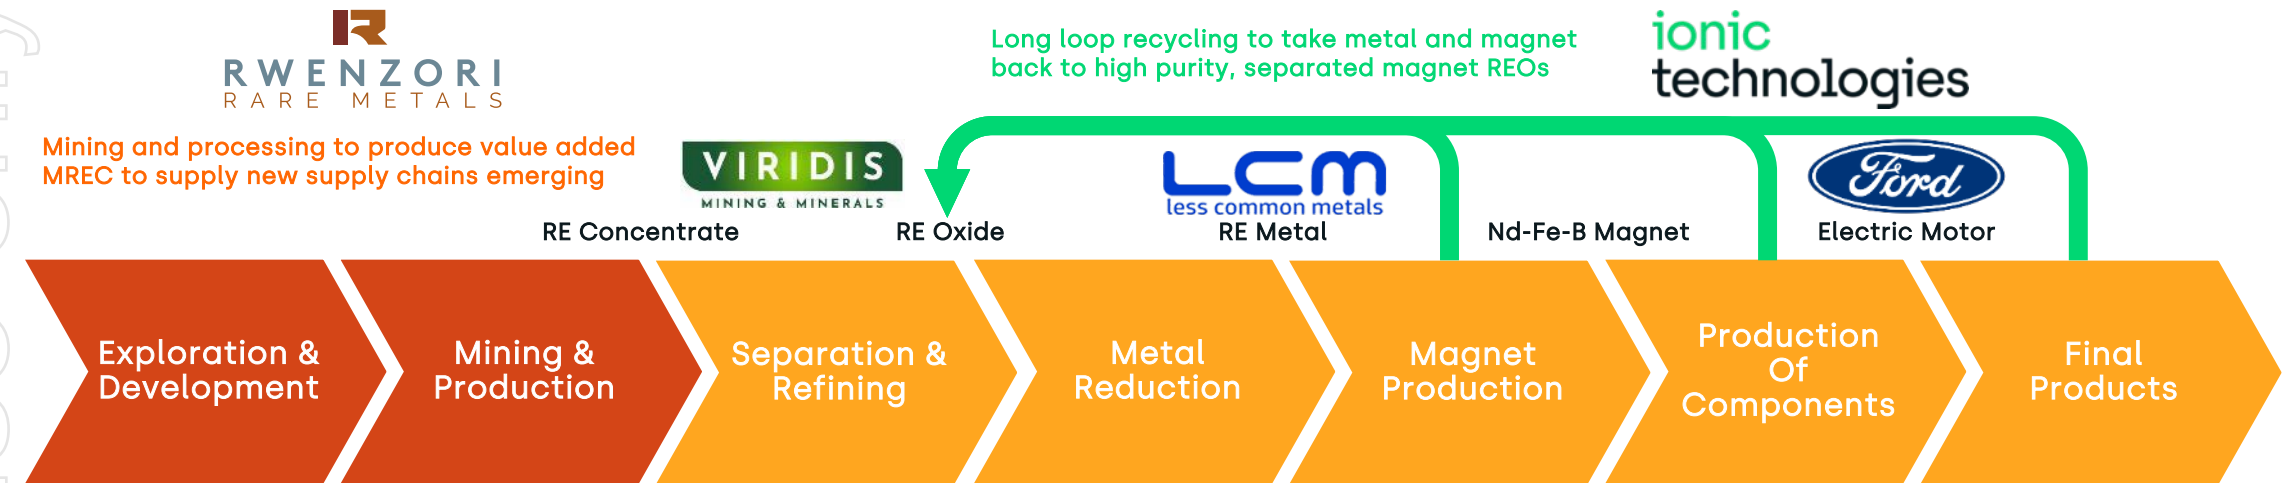 RWENZORI
RARE METALS
Mining and processing to produce value added
MREC to supply new supply chains emerging
Long loop recycling to take metal and magnet
back to high purity, separated magnet REOs
ionic
technologies
VIRIDIS
MINING & MINERALS
LCM
less common metals
Ford
RE Concentrate
RE Oxide
RE Metal
Nd-Fe-B Magnet
Electric Motor
Exploration &
Development
Mining &
Production
Separation &
Refining
Metal
Reduction
Magnet
Production
Production
Of
Components
Final
Products